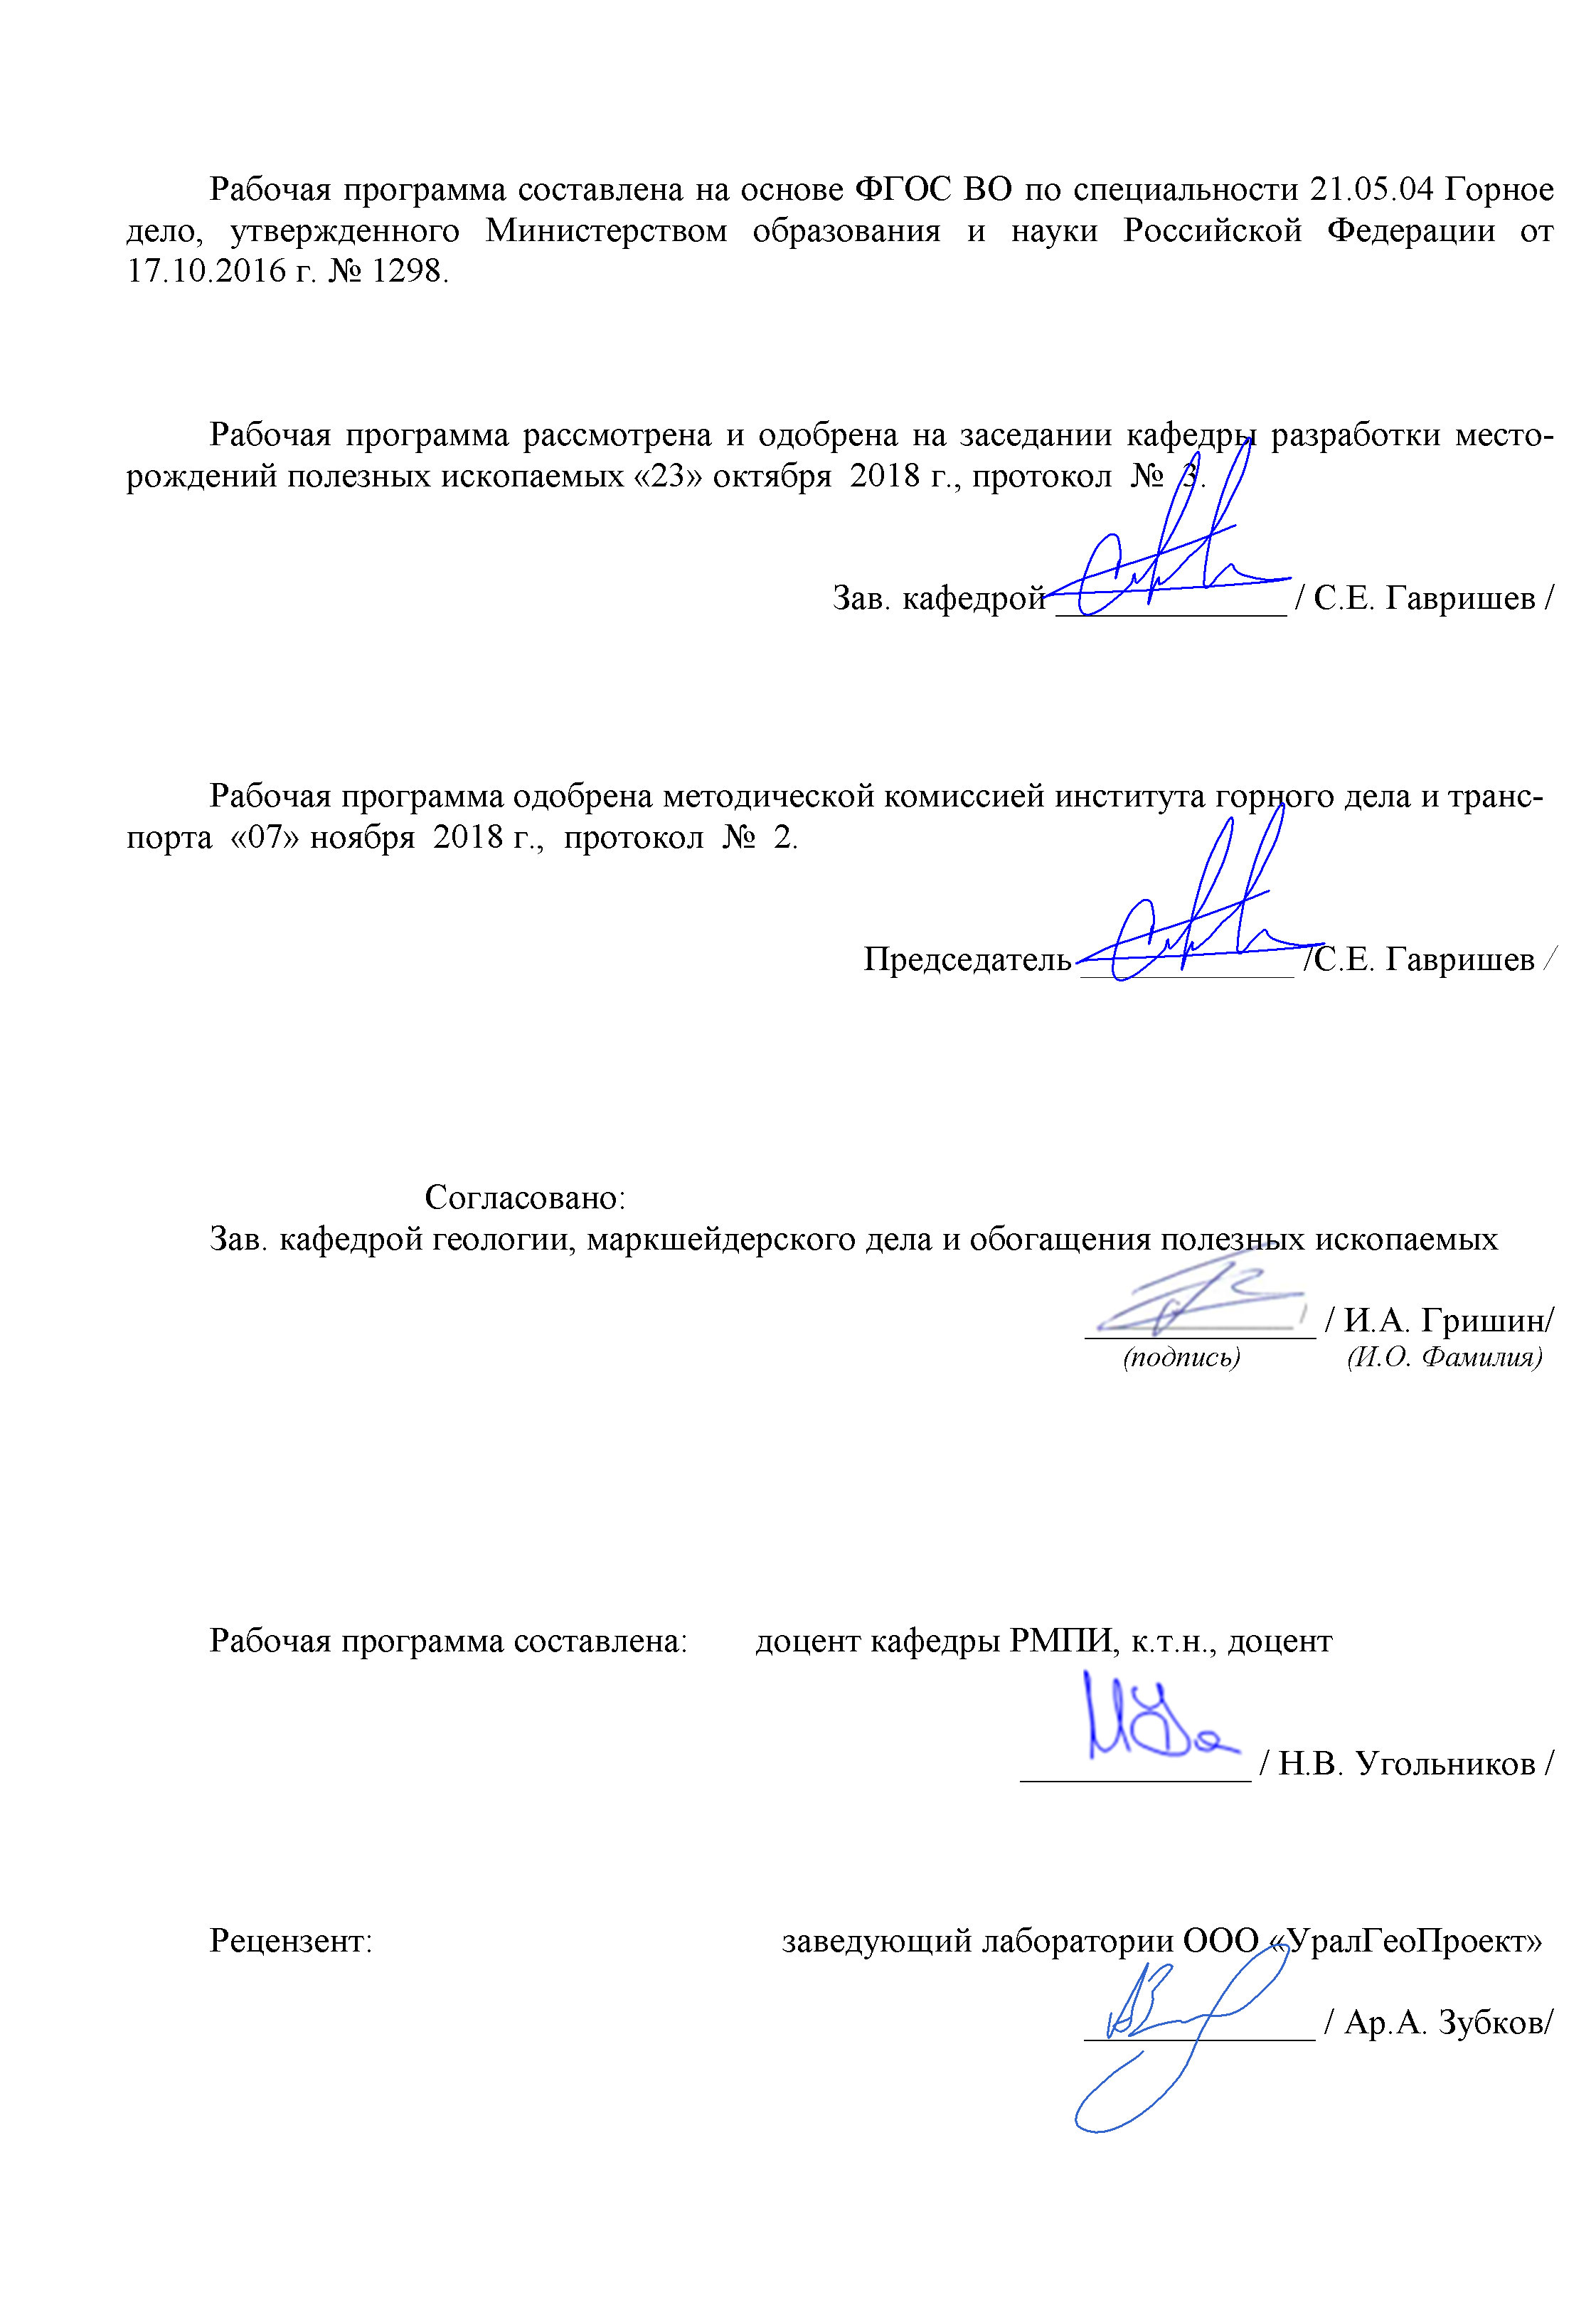 Рабочая программа составлена на основе ФГОС ВО по специальности 21.05.04 Горное
дело, утвержденного Министерством образования и науки Российской Федерации от
17.10.2016 г. № 1298.
Рабочая программа рассмотрена и одобрена на заседании кафедры разработки место-
рождений полезных ископаемых «23» октября 2018 г., протокол № 3.
Зав. кафедрой ______________ / С.Е. Гавришев /
Рабочая программа одобрена методической комиссией института горного дела и транс-
порта «07» ноября 2018 г., протокол № 2.
Председатель _____________ /С.Е. Гавришев /
Согласовано:
Зав. кафедрой геологии, маркшейдерского дела и обогащения полезных ископаемых
______________ / И.А. Гришин/
(подпись) (И.О. Фамилия)
Рабочая программа составлена: доцент кафедры РМПИ, к.т.н., доцент
______________ / Н.В. Угольников /
Рецензент: заведующий лаборатории ООО «УралГеоПроект»
______________ / Ар.А. Зубков/